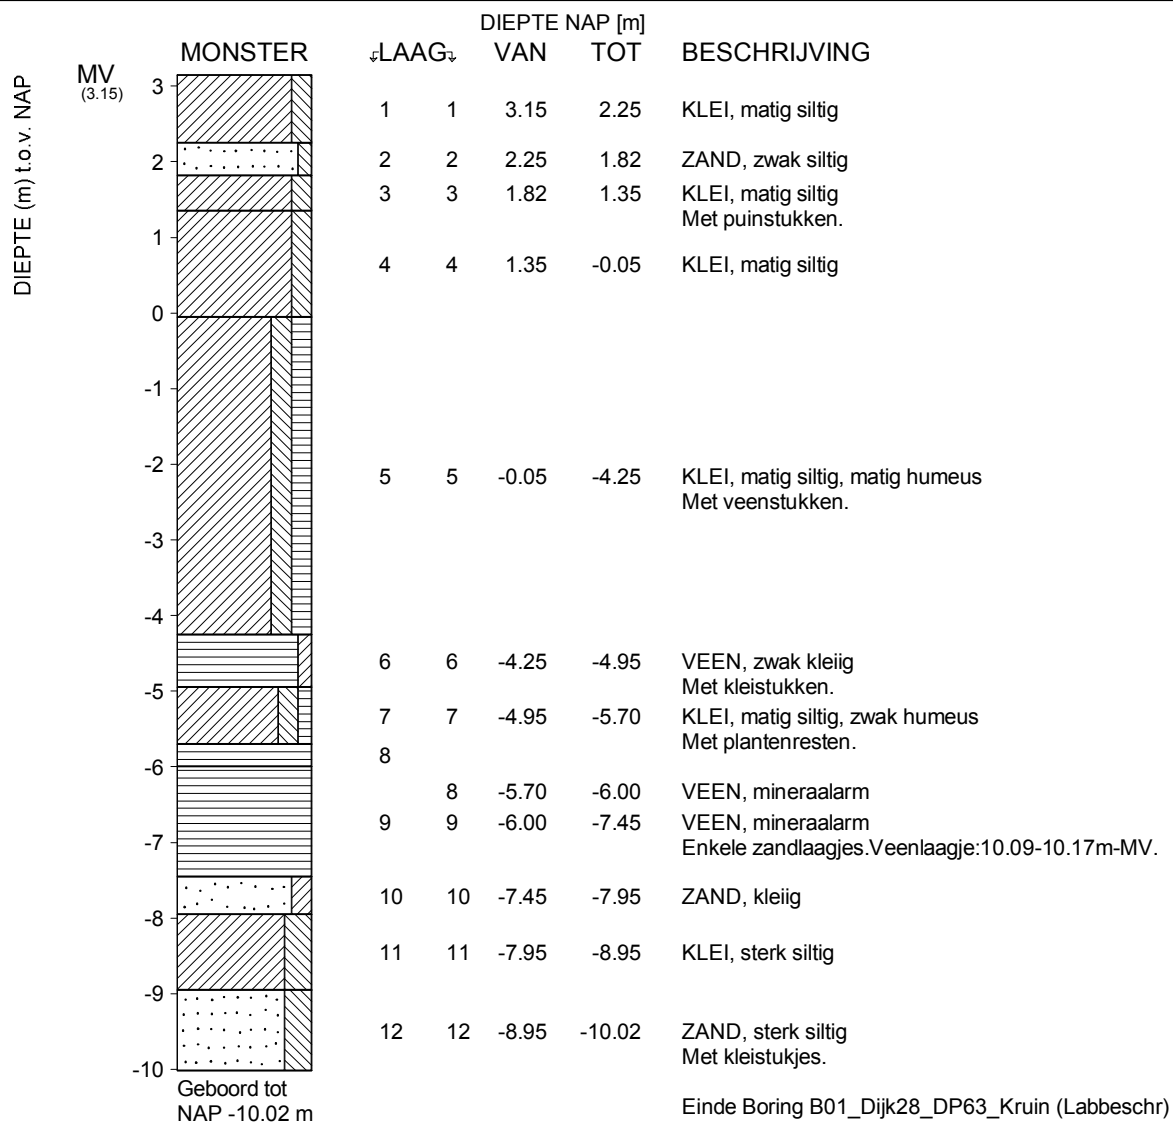 DIEPTE NAP [m]
MONSTER LAAG VAN TOT BESCHRIJVING
DIEPTE (m) t.o.v. NAP
MV
(3.15)
3
1 1 3.15 2.25 KLEI, matig siltig
2
2 2 2.25 1.82 ZAND, zwak siltig
3 3 1.82 1.35 KLEI, matig siltig
Met puinstukken.
1
4 4 1.35 -0.05 KLEI, matig siltig
0
-1
-2
5 5 -0.05 -4.25 KLEI, matig siltig, matig humeus
Met veenstukken.
-3
-4
6 6 -4.25 -4.95 VEEN, zwak kleiig
Met kleistukken.
-5
7 7 -4.95 -5.70 KLEI, matig siltig, zwak humeus
Met plantenresten.
8
-6
8 -5.70 -6.00 VEEN, mineraalarm
9 9 -6.00 -7.45 VEEN, mineraalarm
Enkele zandlaagjes.Veenlaagje:10.09-10.17m-MV.
-7
10 10 -7.45 -7.95 ZAND, kleiig
-8
11 11 -7.95 -8.95 KLEI, sterk siltig
-9
12 12 -8.95 -10.02 ZAND, sterk siltig
Met kleistukjes.
-10
Geboord tot
NAP -10.02 m
Einde Boring B01_Dijk28_DP63_Kruin (Labbeschr)